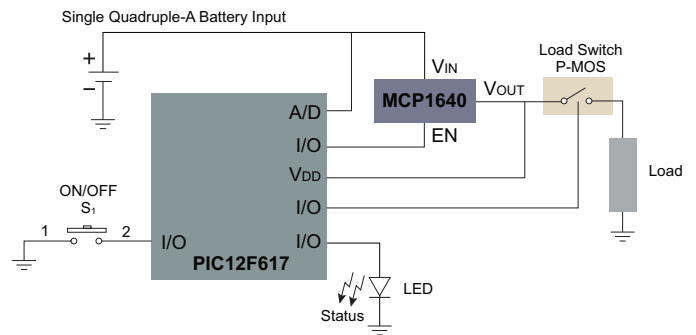 Single Quadruple-A Battery Input
+
−
VIN
Load Switch
P-MOS
MCP1640
VOUT
EN
A/D
I/O
VDD
I/O
I/O
Load
ON/OFF
S1
1
2
I/O
PIC12F617
LED
Status